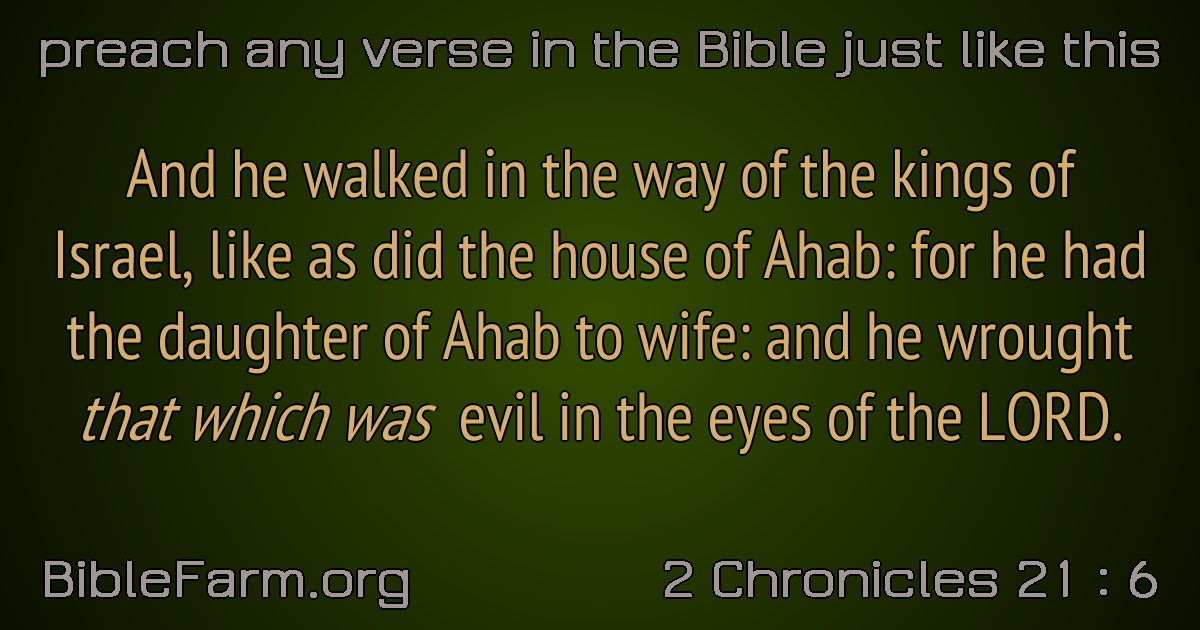 preach any verse in the Bible just like this
And he walked in the way of the kings of
Israel, like as did the house of Ahab: for he had
the daughter of Ahab to wife: and he wrought
that which was evil in the eyes of the LORD.
BibleFarm.org
2 Chronicles 21 : 6